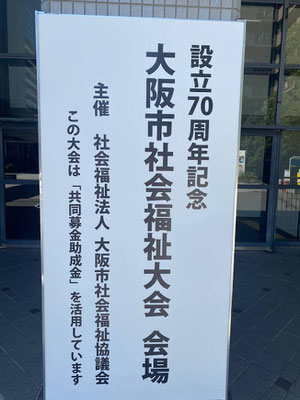 設立70周年記念
大阪市社会福祉大会 会場
主催 社会福祉法人 大阪市社会福祉協議会
この大会は「共同募金助成金」を活用しています